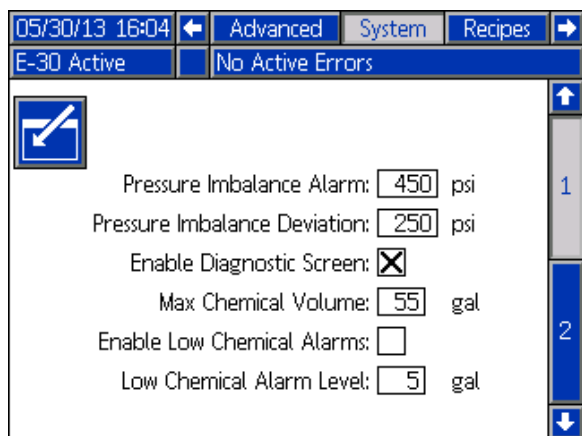 05/30/13 16:04 Advanced System Recipes
E-30 Active No Active Errors
Pressure Imbalance Alarm: 450 psi
1
Pressure Imbalance Deviation: 250 psi
Enable Diagnostic Screen:
Max Chemical Volume: 55 gal
2
Enable Low Chemical Alarms:
Low Chemical Alarm Level: 5 gal